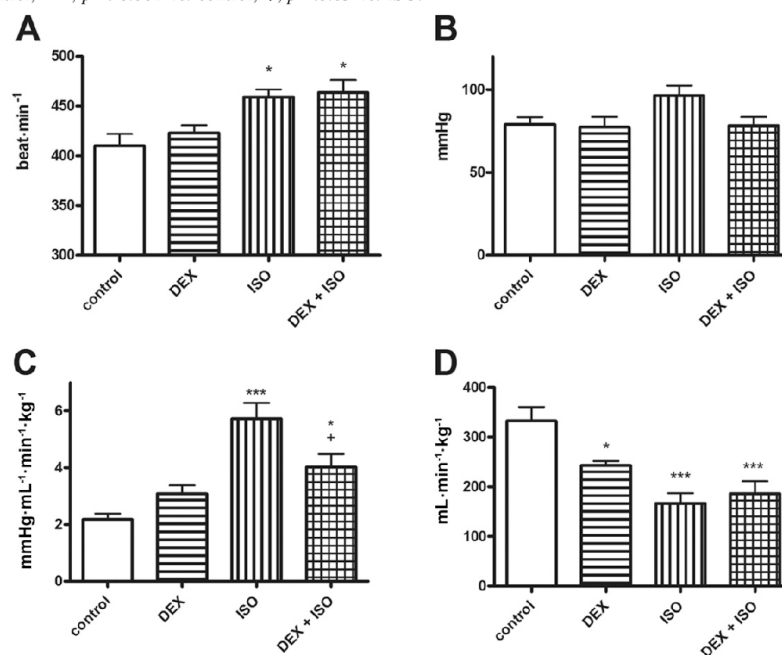 A
500
450
400
350
300
beat·min⁻¹
*
*
control
DEX
ISO
DEX + ISO
B
100
50
0
mmHg
control
DEX
ISO
DEX + ISO
C
6
4
2
0
mmHg·mL⁻¹·min⁻¹·kg⁻¹
***
*
+
control
DEX
ISO
DEX + ISO
D
400
300
200
100
0
mL·min⁻¹·kg⁻¹
*
***
***
control
DEX
ISO
DEX + ISO